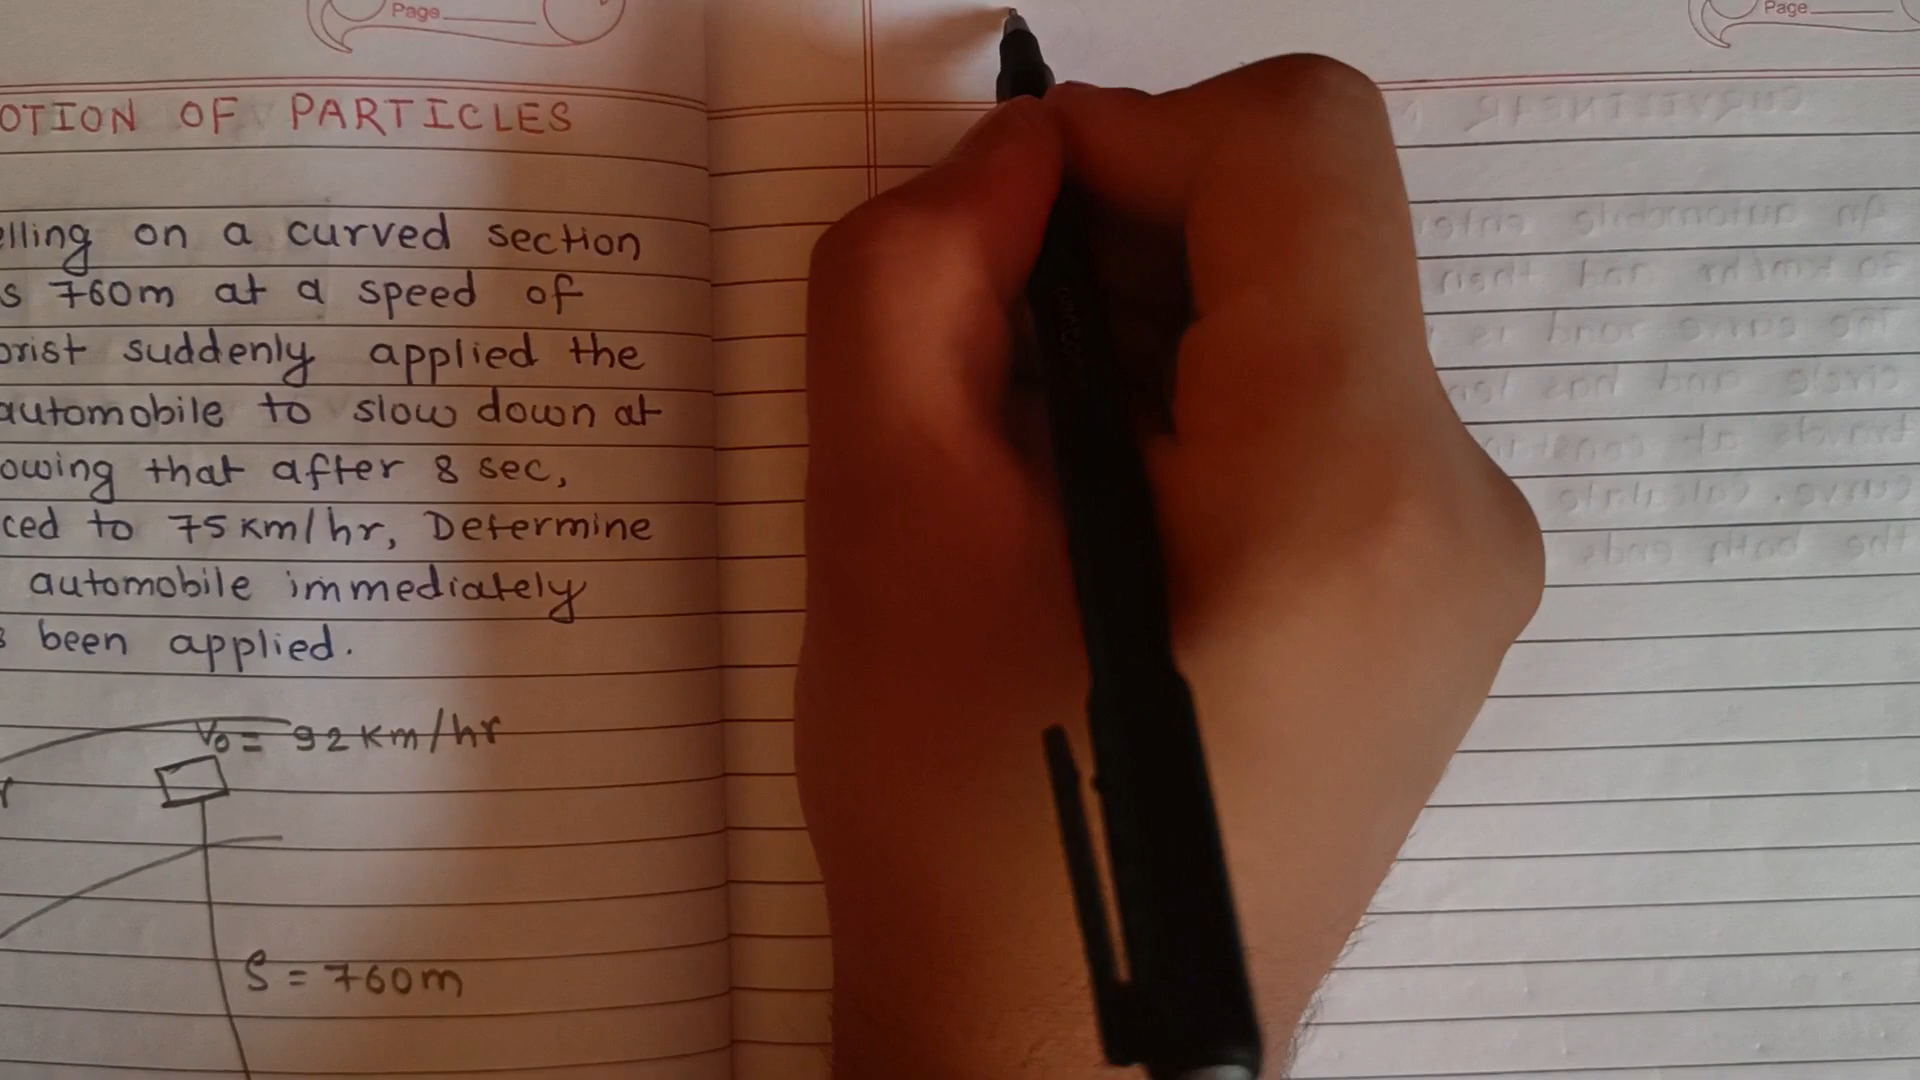 Page
OTION OF PARTICLES
elling on a curved section
s 760m at a speed of
orist suddenly applied the
automobile to slow down at
owing that after 8 sec,
ced to 75 km/hr, Determine
automobile immediately
s been applied.
V₀ = 92 km/hr
r
ρ = 760m
Page